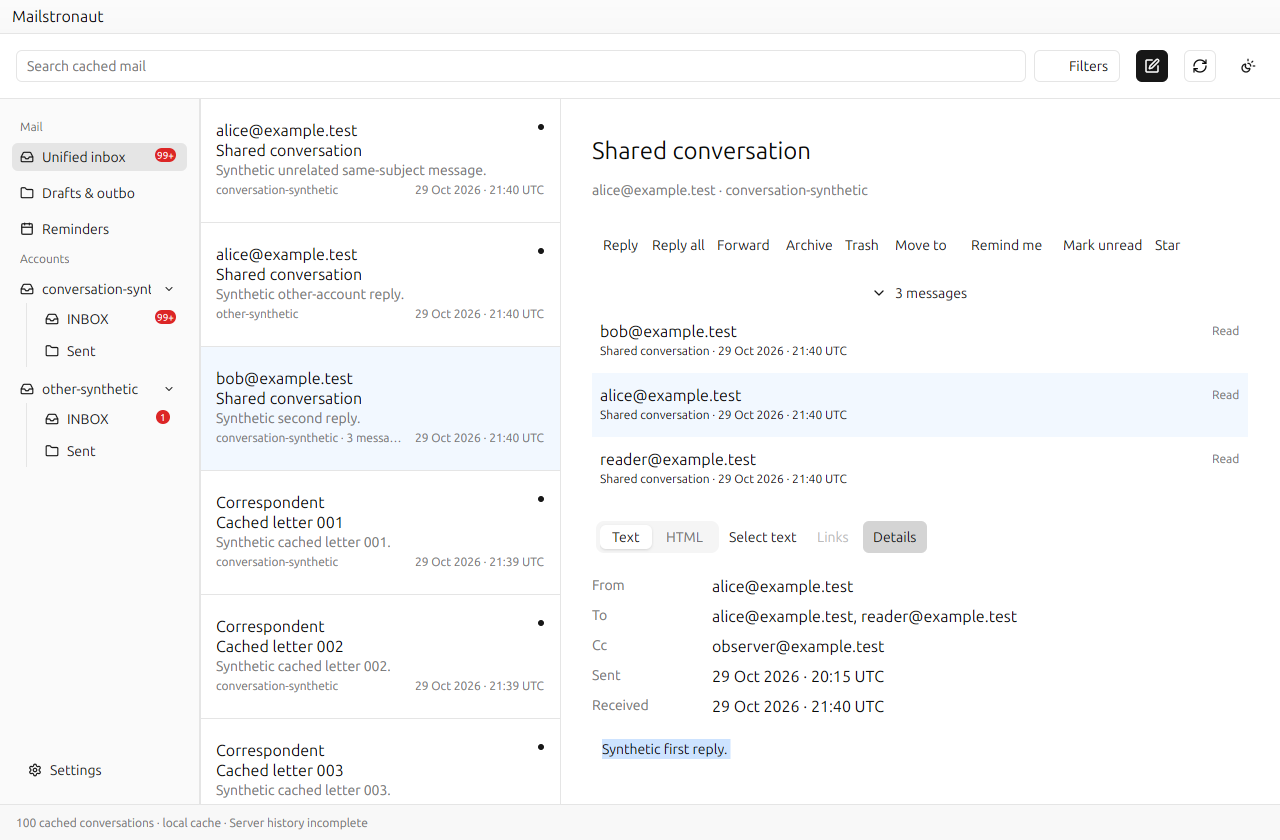 Mailstronaut
Search cached mail
Filters
Mail
Unified inbox 99+
Drafts & outbo
Reminders
Accounts
conversation-synt
INBOX 99+
Sent
other-synthetic
INBOX 1
Sent
Settings
alice@example.test
Shared conversation
Synthetic unrelated same-subject message.
conversation-synthetic 29 Oct 2026 · 21:40 UTC
alice@example.test
Shared conversation
Synthetic other-account reply.
other-synthetic 29 Oct 2026 · 21:40 UTC
bob@example.test
Shared conversation
Synthetic second reply.
conversation-synthetic · 3 messa… 29 Oct 2026 · 21:40 UTC
Correspondent
Cached letter 001
Synthetic cached letter 001.
conversation-synthetic 29 Oct 2026 · 21:39 UTC
Correspondent
Cached letter 002
Synthetic cached letter 002.
conversation-synthetic 29 Oct 2026 · 21:39 UTC
Correspondent
Cached letter 003
Synthetic cached letter 003.
Shared conversation
alice@example.test · conversation-synthetic
Reply Reply all Forward Archive Trash Move to Remind me Mark unread Star
3 messages
bob@example.test Read
Shared conversation · 29 Oct 2026 · 21:40 UTC
alice@example.test Read
Shared conversation · 29 Oct 2026 · 21:40 UTC
reader@example.test Read
Shared conversation · 29 Oct 2026 · 21:40 UTC
Text HTML Select text Links Details
From alice@example.test
To alice@example.test, reader@example.test
Cc observer@example.test
Sent 29 Oct 2026 · 20:15 UTC
Received 29 Oct 2026 · 21:40 UTC
Synthetic first reply.
100 cached conversations · local cache · Server history incomplete